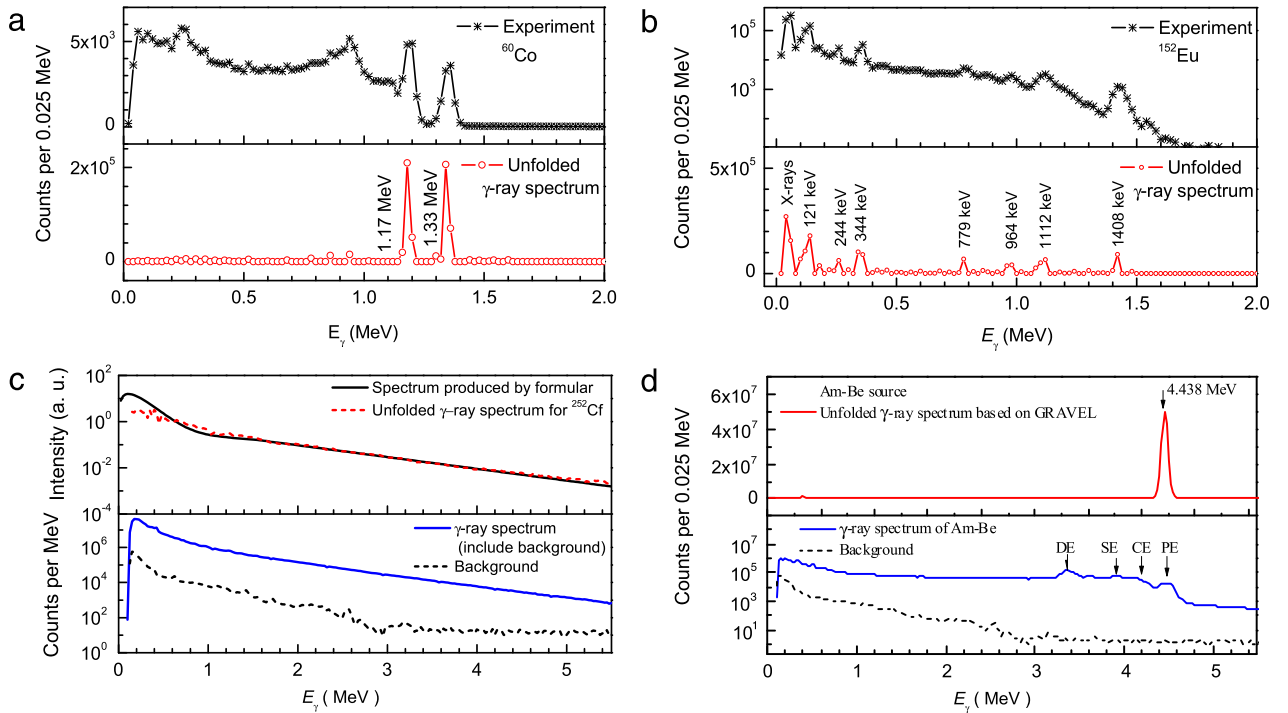 a
Counts per 0.025 MeV
5x10³
0
Experiment
⁶⁰Co
2x10⁵
0
Unfolded
γ-ray spectrum
1.17 MeV
1.33 MeV
0.0 0.5 1.0 1.5 2.0
Eγ (MeV)
b
Counts per 0.025 MeV
10⁵
10³
Experiment
¹⁵²Eu
5x10⁵
0
Unfolded
γ-ray spectrum
X-rays
121 keV
244 keV
344 keV
779 keV
964 keV
1112 keV
1408 keV
0.0 0.5 1.0 1.5 2.0
Eγ (MeV)
c
Intensity (a. u.)
10²
10⁰
10⁻²
10⁻⁴
Spectrum produced by formular
Unfolded γ–ray spectrum for ²⁵²Cf
Counts per MeV
10⁸
10⁶
10⁴
10²
10⁰
γ-ray spectrum
(include background)
Background
0 1 2 3 4 5
Eγ ( MeV )
d
Counts per 0.025 MeV
6x10⁷
4x10⁷
2x10⁷
0
Am-Be source
Unfolded γ-ray spectrum based on GRAVEL
4.438 MeV
10⁷
10⁵
10³
10¹
γ-ray spectrum of Am-Be
Background
DE SE CE PE
0 1 2 3 4 5
Eγ ( MeV )